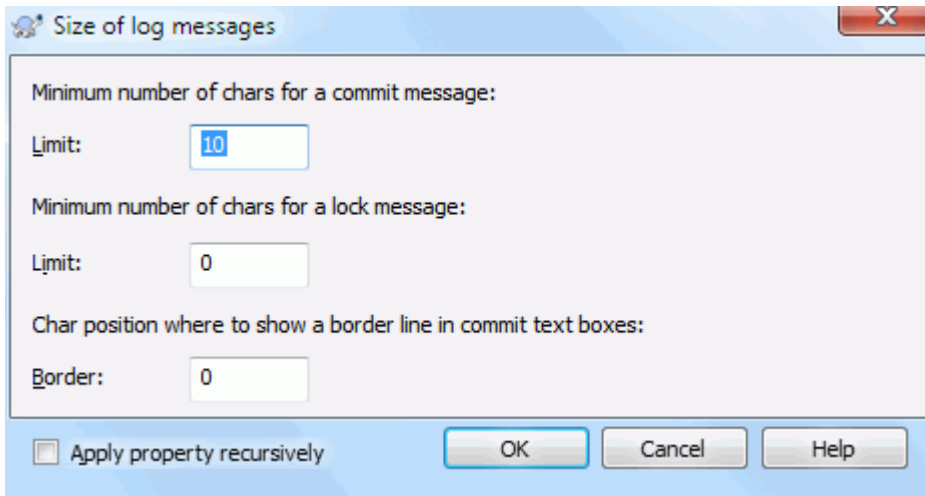 Size of log messages
Minimum number of chars for a commit message:
Limit: 10
Minimum number of chars for a lock message:
Limit: 0
Char position where to show a border line in commit text boxes:
Border: 0
Apply property recursively OK Cancel Help